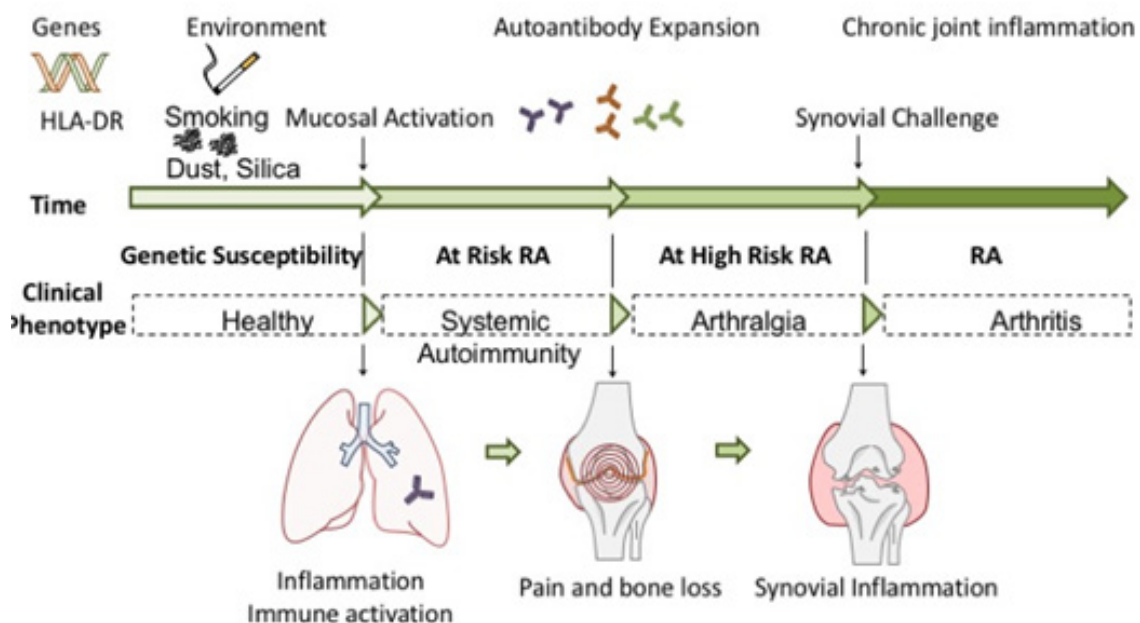 Genes
Environment
Autoantibody Expansion
Chronic joint inflammation
HLA-DR
Smoking
Mucosal Activation
Synovial Challenge
Dust, Silica
Time
Genetic Susceptibility
At Risk RA
At High Risk RA
RA
Clinical
Phenotype
Healthy
Systemic
Autoimmunity
Arthralgia
Arthritis
Inflammation
Immune activation
Pain and bone loss
Synovial Inflammation